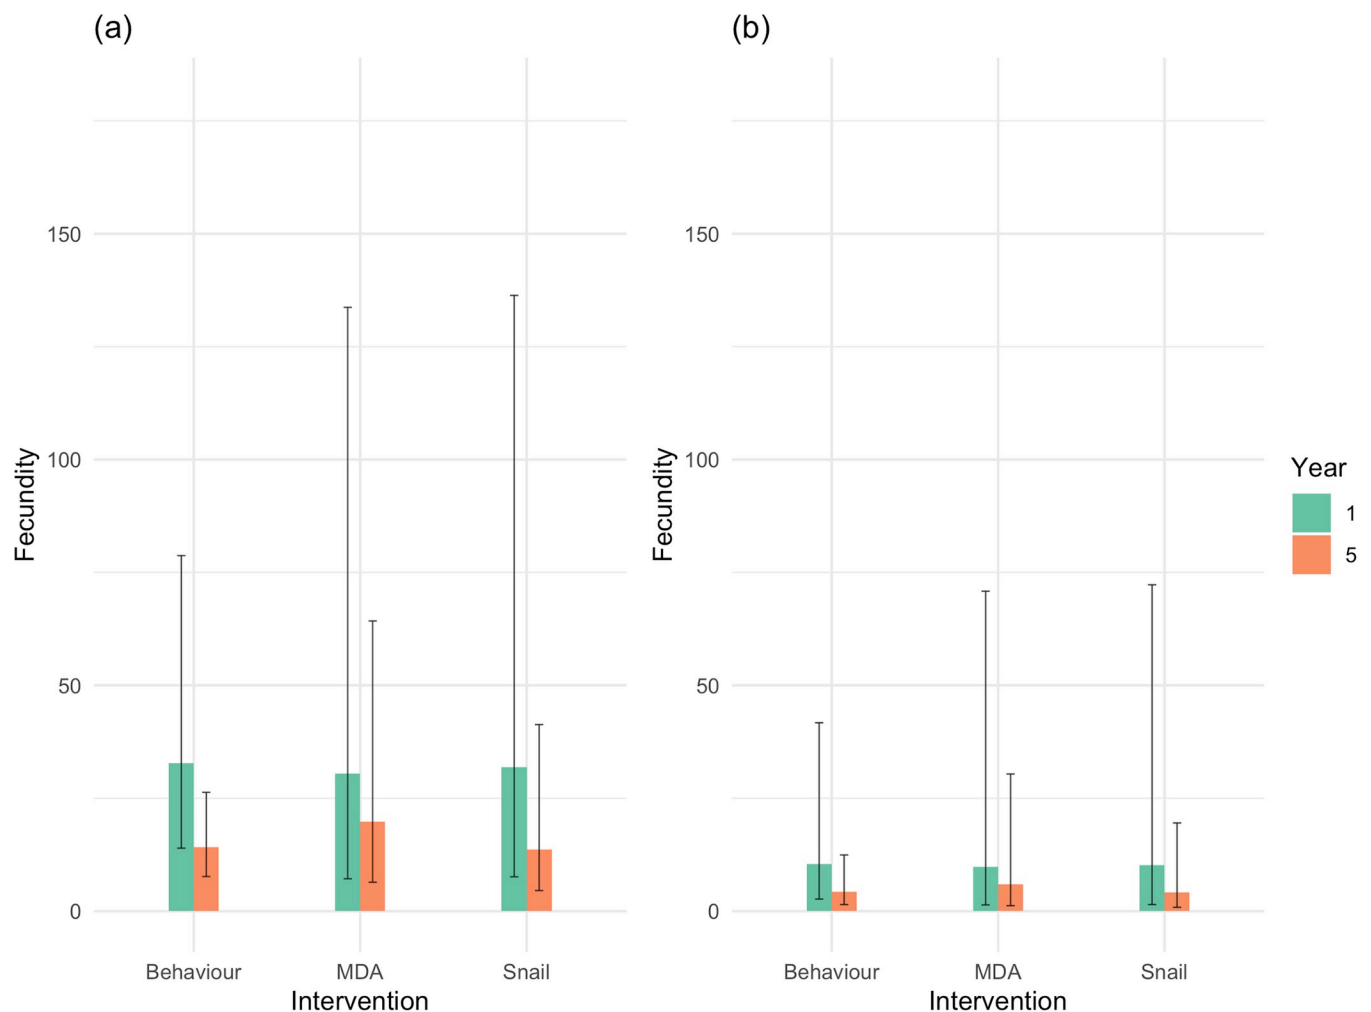 (a)
Fecundity
150
100
50
0
Behaviour MDA Snail
Intervention
(b)
Fecundity
150
100
50
0
Behaviour MDA Snail
Intervention
Year
1
5